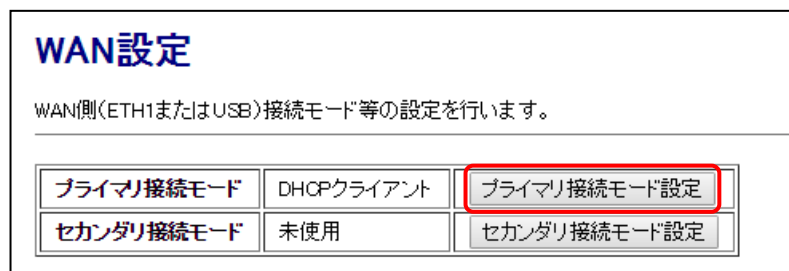 WAN設定
WAN側(ETH1またはUSB)接続モード等の設定を行います。
プライマリ接続モード DHCPクライアント プライマリ接続モード設定
セカンダリ接続モード 未使用 セカンダリ接続モード設定